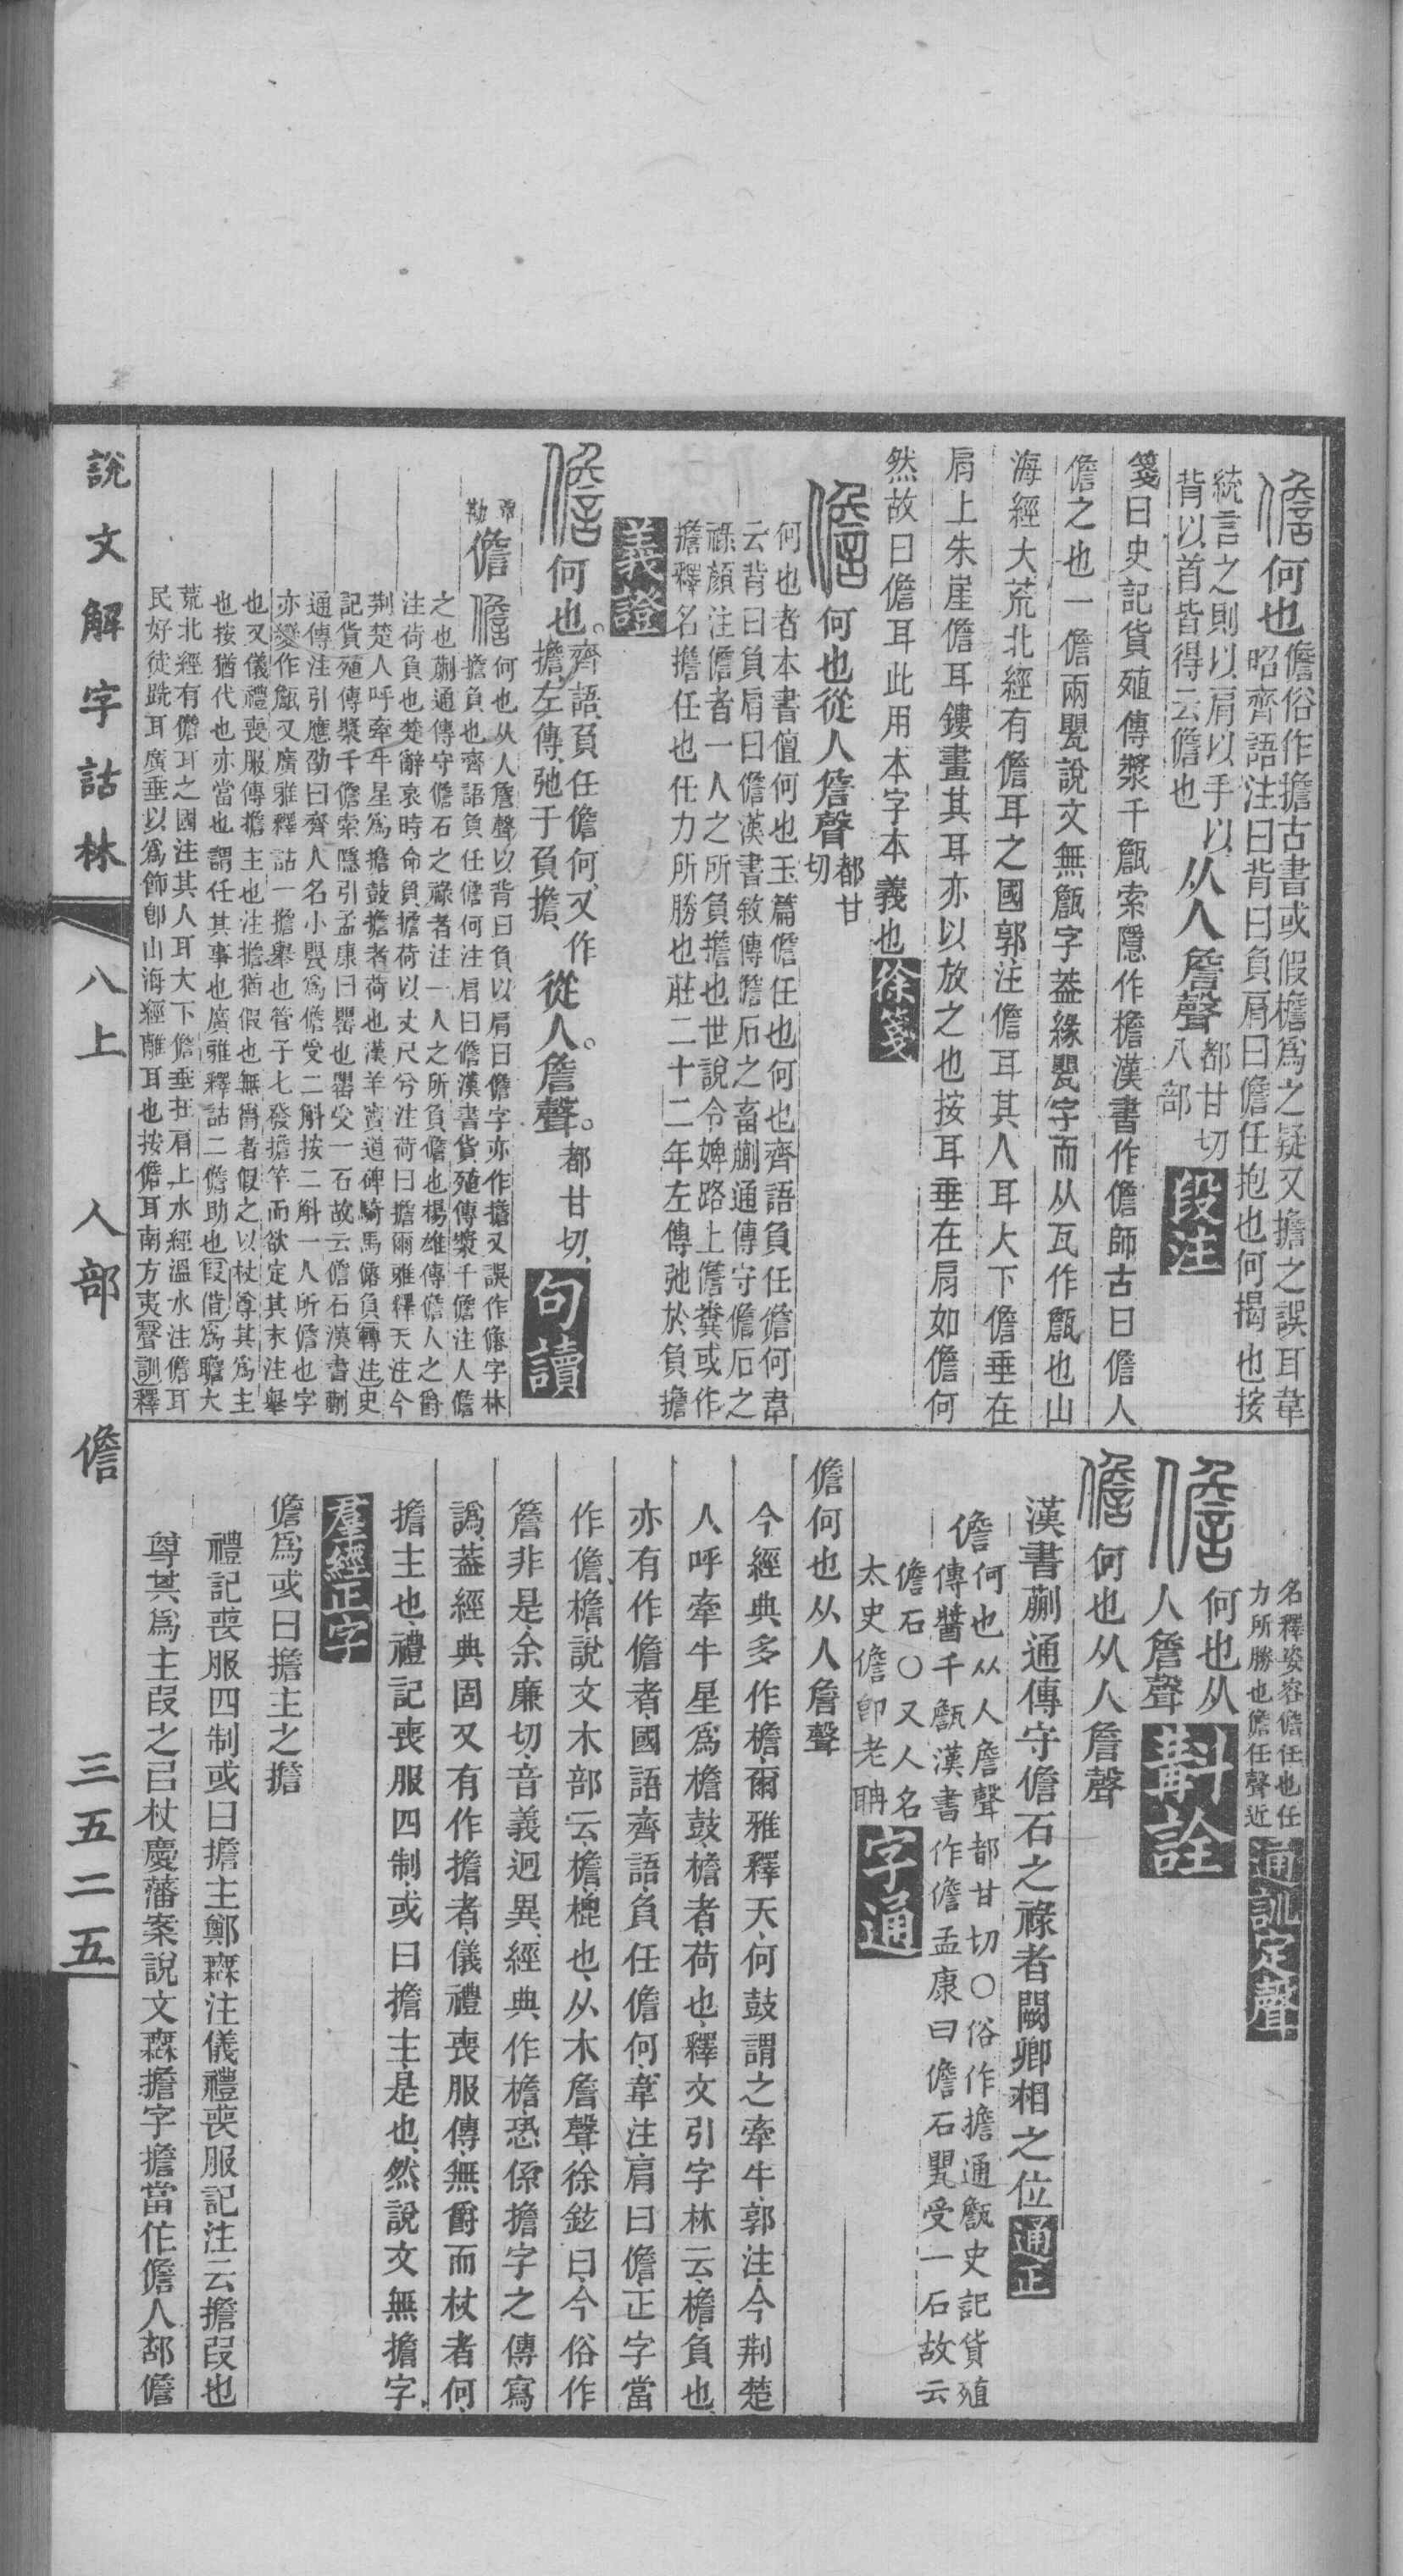 儋何也儋俗作擔古書或假檐爲之疑又擔之誤耳韋
昭齊語注曰背曰負肩曰儋任抱也何揭也按
統言之則以肩以手以
背以首皆得云儋也
从人詹聲都甘切
八部
段注
箋曰史記貨殖傳漿千甔索隱作檐漢書作儋師古曰儋人
儋之也一儋兩甖說文無甔字葢緣甖字而从瓦作甔也山
海經大荒北經有儋耳之國郭注儋耳其人耳大下儋垂在
肩上朱崖儋耳鏤畫其耳亦以放之也按耳垂在肩如儋何
然故曰儋耳此用本字本義也徐箋
儋何也從人詹聲都甘
切
何也者本書儃何也玉篇儋任也何也齊語負任儋何韋
云背曰負肩曰儋漢書敘傳儋石之畜蒯通傳守儋石之
祿顏注儋者一人之所負擔也世說令婢路上儋糞或作
擔釋名擔任也任力所勝也莊二十二年左傳弛於負擔
義證
儋何也。齊語負任儋何、又作
擔左傳、弛于負擔、
從人。詹聲。都甘切、句讀
儋儋何也从人詹聲以背曰負以肩曰儋字亦作擔又誤作儋字林
擔負也齊語負任儋何注肩曰儋漢書貨殖傳漿千儋注人儋
之也蒯通傳守儋石之祿者注一人之所負儋也楊雄傳儋人之爵
注荷負也楚辭哀時命負擔荷以丈尺兮注荷曰擔爾雅釋天注今
荆楚人呼牽牛星爲擔鼓擔者荷也漢羊竇道碑騎馬儋負轉注史
記貨殖傳漿千儋索隱引孟康曰罌也罌受一石故云儋石漢書蒯
通傳注引應劭曰齊人名小甖爲儋受二斛按二斛一人所儋也字
亦變作甔又廣雅釋詁一擔舉也管子七發擔竿而欲定其末注舉
也又儀禮喪服傳擔主也注擔猶假也無爵者假之以杖尊其爲主
也按猶代也亦當也謂任其事也廣雅釋詁二儋助也叚借爲聸大
荒北經有儋耳之國注其人耳大下儋垂在肩上水經溫水注儋耳
民好徒跣耳廣垂以爲飾卽山海經離耳也按儋耳南方夷聲訓釋
名釋姿容儋任也任
力所勝也儋任聲近
通訓定聲
儋何也从
人詹聲
斠詮
儋何也从人詹聲
漢書蒯通傳守儋石之祿者闕卿相之位通正
儋何也从人詹聲都甘切〇俗作擔通甔史記貨殖
傳醬千甔漢書作儋孟康曰儋石甖受一石故云
儋石〇又人名
太史儋卽老聃
字通
儋何也从人詹聲
今經典多作檐、爾雅釋天、何鼓謂之牽牛、郭注、今荆楚
人呼牽牛星爲檐鼓、檐者、荷也、釋文引字林云、檐、負也、
亦有作儋者、國語齊語、負任儋何、韋注、肩曰儋、正字當
作儋、檐、說文木部云、檐、梍也、从木詹聲、徐鉉曰、今俗作
簷、非是、余廉切、音義迥異、經典作檐、恐係擔字之傳寫
譌、葢經典固又有作擔者、儀禮喪服傳、無爵而杖者何、
擔主也、禮記喪服四制、或曰擔主、是也、然說文無擔字、
羣經正字
儋爲或曰擔主之擔
禮記喪服四制或曰擔主鄭𣠮注儀禮喪服記注云擔叚也
尊其爲主叚之㠯杖慶藩案說文𣠮擔字擔當作儋人部儋
說文解字詁林
八上
人部
儋
三五二五